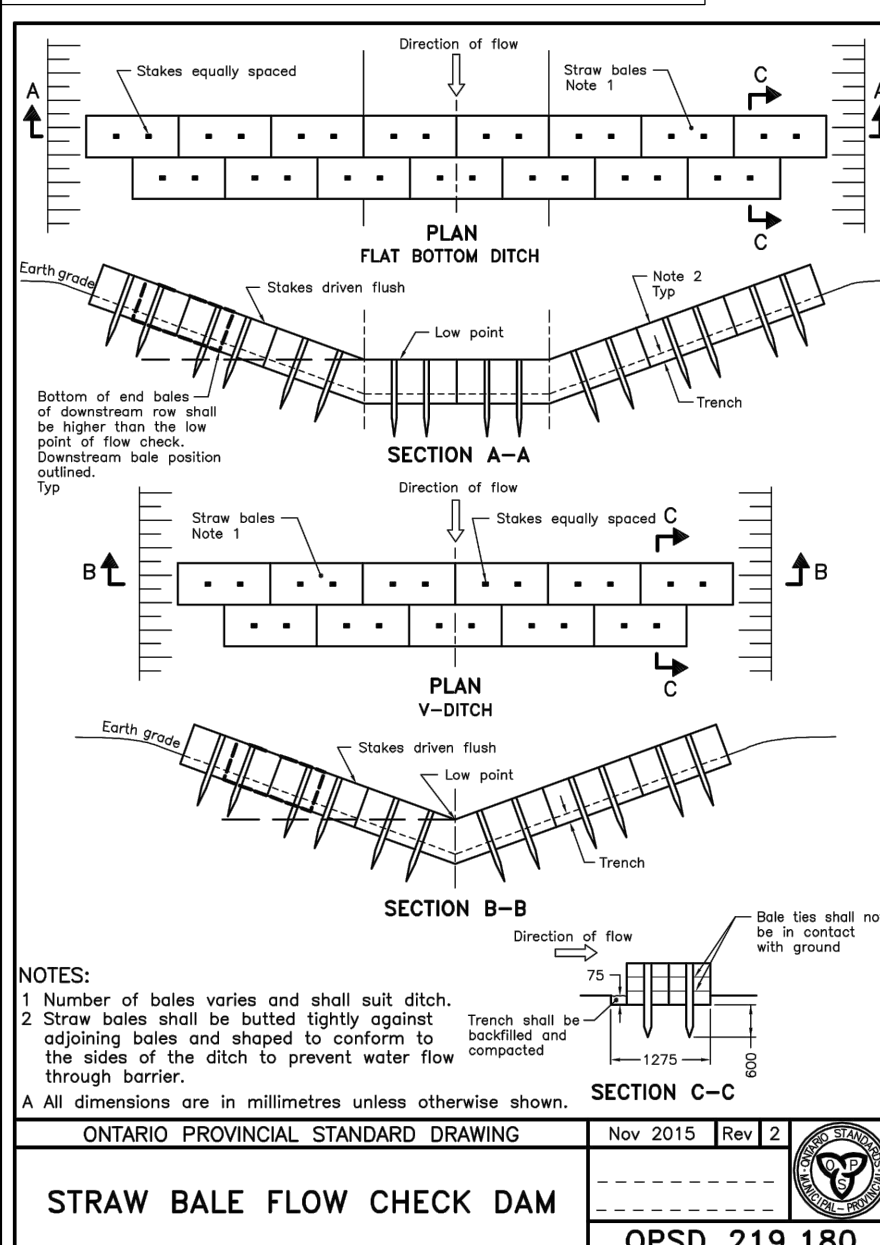 Direction of flow
Stakes equally spaced
Straw bales
Note 1
C
A
A
C
PLAN
FLAT BOTTOM DITCH
Earth grade
Stakes driven flush
Note 2
Typ
Low point
Trench
Bottom of end bales
of downstream row shall
be higher than the low
point of flow check.
Downstream bale position
outlined.
Typ
SECTION A-A
Direction of flow
Straw bales
Note 1
Stakes equally spaced
C
B
B
C
PLAN
V-DITCH
Earth grade
Stakes driven flush
Low point
Trench
SECTION B-B
Direction of flow
Bale ties shall
be in contact
with ground
75
Trench shall be
backfilled and
compacted
1275
600
SECTION C-C
NOTES:
1 Number of bales varies and shall suit ditch.
2 Straw bales shall be butted tightly against
adjoining bales and shaped to conform to
the sides of the ditch to prevent water flow
through barrier.
A All dimensions are in millimetres unless otherwise shown.
ONTARIO PROVINCIAL STANDARD DRAWING
Nov 2015 Rev 2
STRAW BALE FLOW CHECK DAM
ONTARIO STANDARDS
MUNICIPAL-PROVINCIAL
O P S
OPSD 219.180